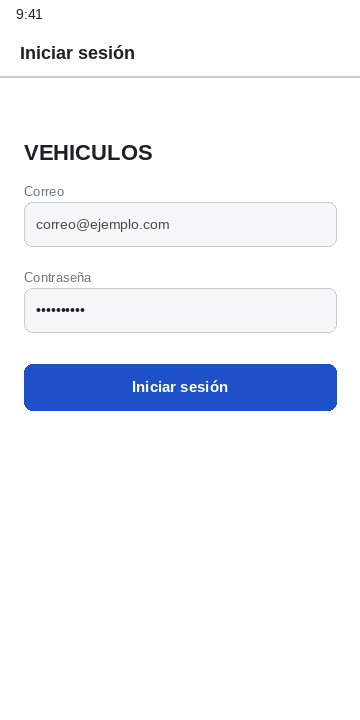 9:41
Iniciar sesión
VEHICULOS
Correo
correo@ejemplo.com
Contraseña
••••••••••
Iniciar sesión